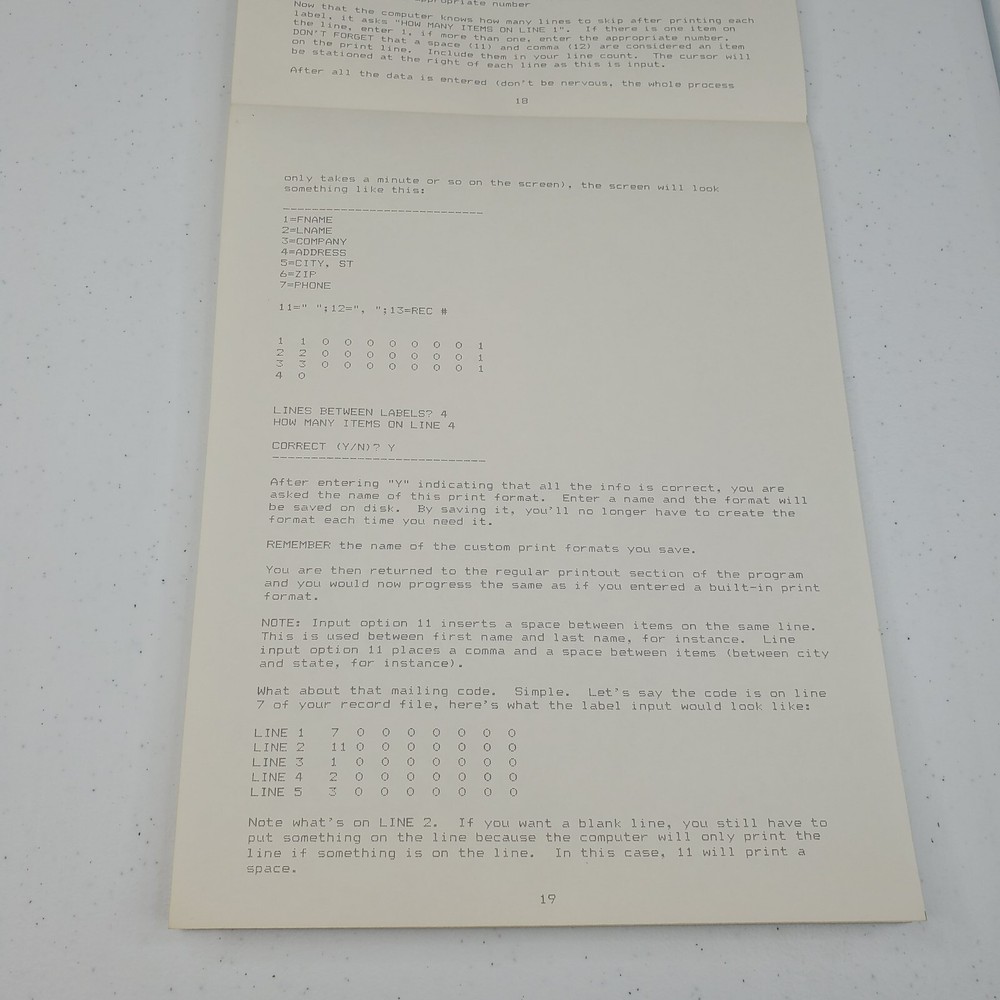 appropriate number
Now that the computer knows how many lines to skip after printing each
label, it asks "HOW MANY ITEMS ON LINE 1". If there is one item on
the line, enter 1, if more than one, enter the appropriate number.
DON'T FORGET that a space (11) and comma (12) are considered an item
on the print line. Include them in your line count. The cursor will
be stationed at the right of each line as this is input.
After all the data is entered (don't be nervous, the whole process
18
only takes a minute or so on the screen), the screen will look
something like this:
----------------------------
1=FNAME
2=LNAME
3=COMPANY
4=ADDRESS
5=CITY, ST
6=ZIP
7=PHONE
11=" ";12=", ";13=REC #
1 1 0 0 0 0 0 0 0 1
2 2 0 0 0 0 0 0 0 1
3 3 0 0 0 0 0 0 0 1
4 0
LINES BETWEEN LABELS? 4
HOW MANY ITEMS ON LINE 4
CORRECT (Y/N)? Y
----------------------------
After entering "Y" indicating that all the info is correct, you are
asked the name of this print format. Enter a name and the format will
be saved on disk. By saving it, you'll no longer have to create the
format each time you need it.
REMEMBER the name of the custom print formats you save.
You are then returned to the regular printout section of the program
and you would now progress the same as if you entered a built-in print
format.
NOTE: Input option 11 inserts a space between items on the same line.
This is used between first name and last name, for instance. Line
input option 11 places a comma and a space between items (between city
and state, for instance).
What about that mailing code. Simple. Let's say the code is on line
7 of your record file, here's what the label input would look like:
LINE 1 7 0 0 0 0 0 0 0
LINE 2 11 0 0 0 0 0 0 0
LINE 3 1 0 0 0 0 0 0 0
LINE 4 2 0 0 0 0 0 0 0
LINE 5 3 0 0 0 0 0 0 0
Note what's on LINE 2. If you want a blank line, you still have to
put something on the line because the computer will only print the
line if something is on the line. In this case, 11 will print a
space.
19